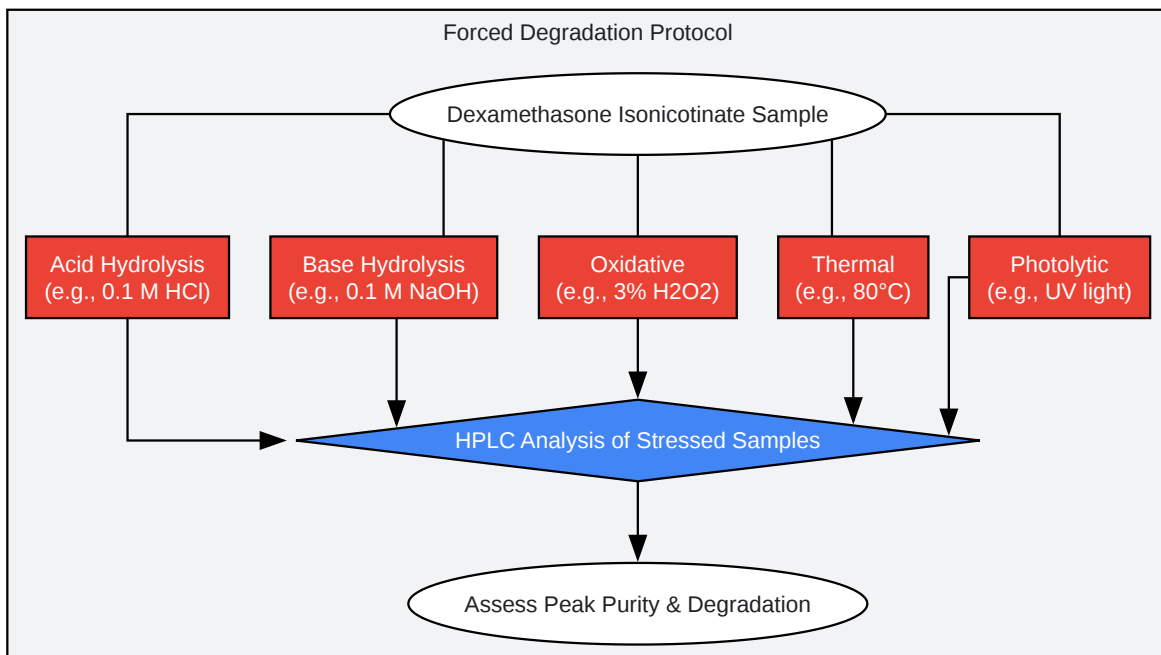 Forced Degradation Protocol
Dexamethasone Isonicotinate Sample
Acid Hydrolysis
(e.g., 0.1 M HCl)
Base Hydrolysis
(e.g., 0.1 M NaOH)
Oxidative
(e.g., 3% H2O2)
Thermal
(e.g., 80°C)
Photolytic
(e.g., UV light)
HPLC Analysis of Stressed Samples
Assess Peak Purity & Degradation